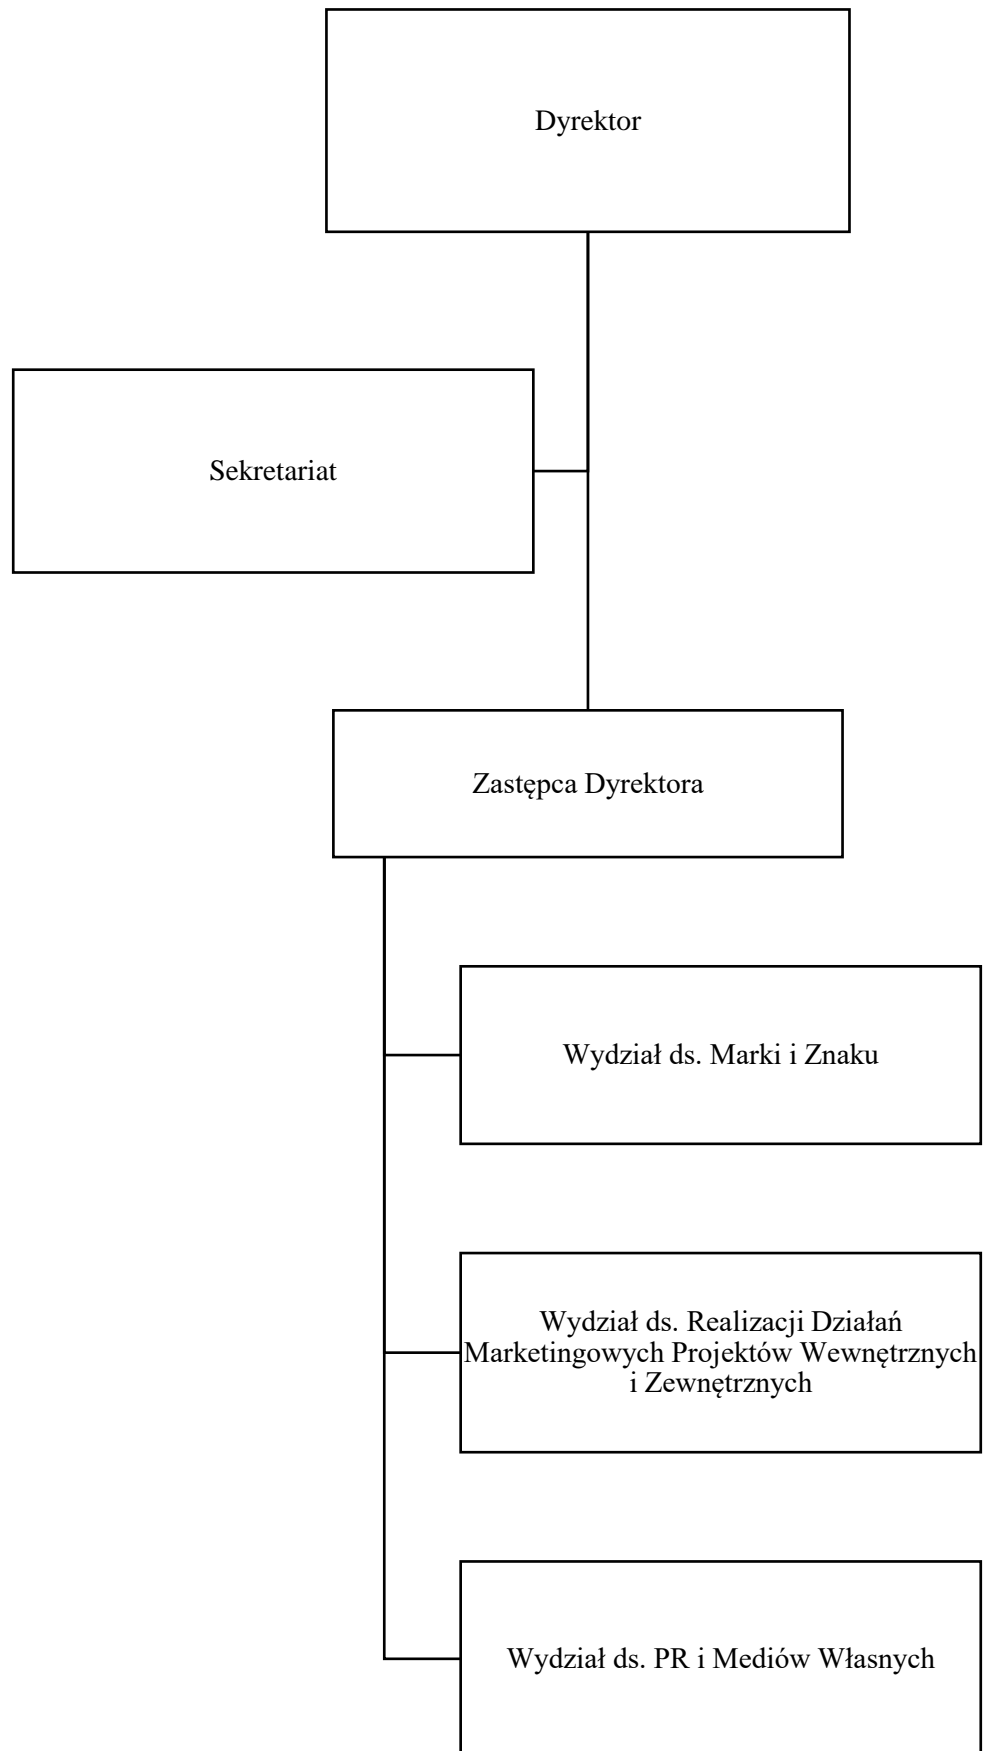 Dyrektor
Sekretariat
Zastępca Dyrektora
Wydział ds. Marki i Znaku
Wydział ds. Realizacji Działań
Marketingowych Projektów Wewnętrznych
i Zewnętrznych
Wydział ds. PR i Mediów Własnych